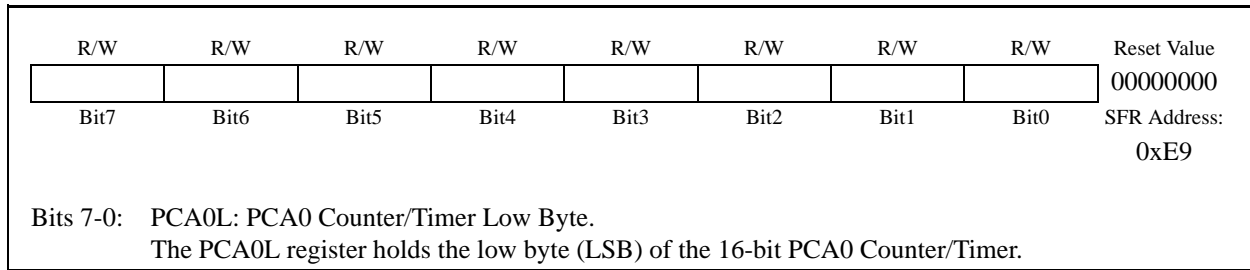 R/W R/W R/W R/W R/W R/W R/W R/W Reset Value
00000000
Bit7 Bit6 Bit5 Bit4 Bit3 Bit2 Bit1 Bit0 SFR Address:
0xE9
Bits 7-0: PCA0L: PCA0 Counter/Timer Low Byte.
The PCA0L register holds the low byte (LSB) of the 16-bit PCA0 Counter/Timer.